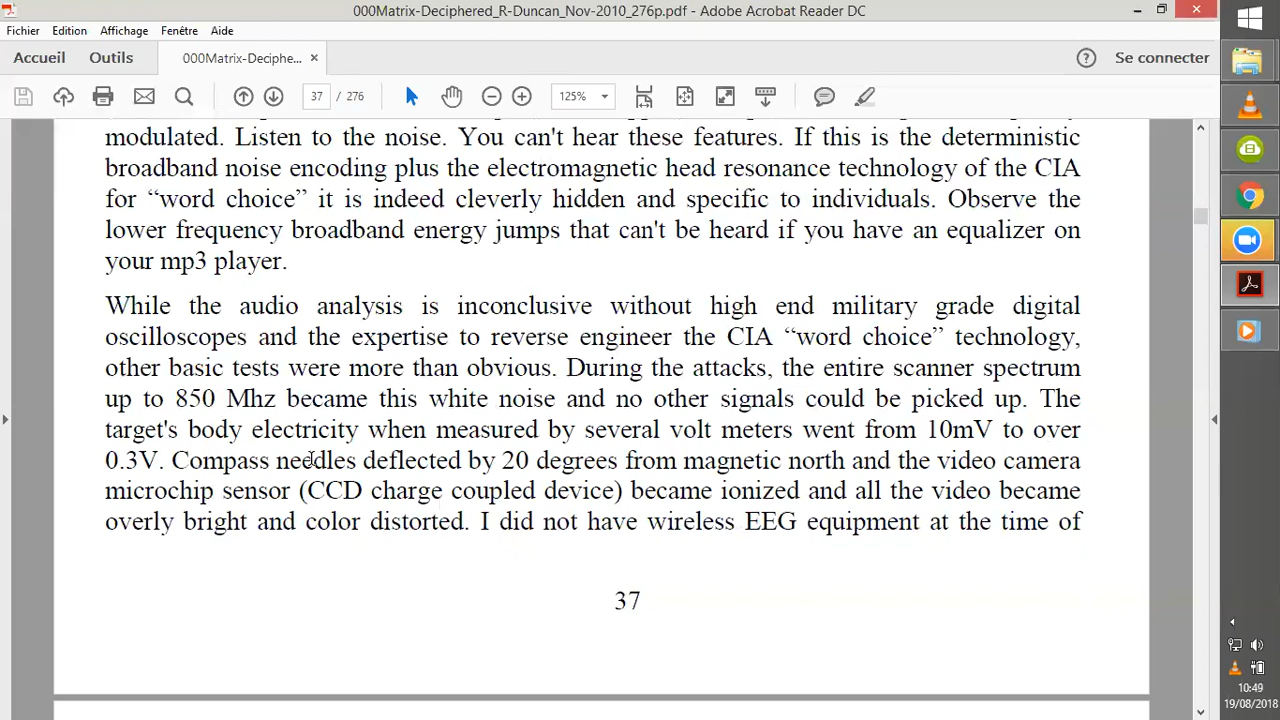 000Matrix-Deciphered_R-Duncan_Nov-2010_276p.pdf - Adobe Acrobat Reader DC
Fichier Edition Affichage Fenêtre Aide
Accueil Outils 000Matrix-Deciphe... × ? Se connecter
37 / 276 125%
modulated. Listen to the noise. You can't hear these features. If this is the deterministic
broadband noise encoding plus the electromagnetic head resonance technology of the CIA
for “word choice” it is indeed cleverly hidden and specific to individuals. Observe the
lower frequency broadband energy jumps that can't be heard if you have an equalizer on
your mp3 player.
While the audio analysis is inconclusive without high end military grade digital
oscilloscopes and the expertise to reverse engineer the CIA “word choice” technology,
other basic tests were more than obvious. During the attacks, the entire scanner spectrum
up to 850 Mhz became this white noise and no other signals could be picked up. The
target's body electricity when measured by several volt meters went from 10mV to over
0.3V. Compass needles deflected by 20 degrees from magnetic north and the video camera
microchip sensor (CCD charge coupled device) became ionized and all the video became
overly bright and color distorted. I did not have wireless EEG equipment at the time of
37
10:49
19/08/2018